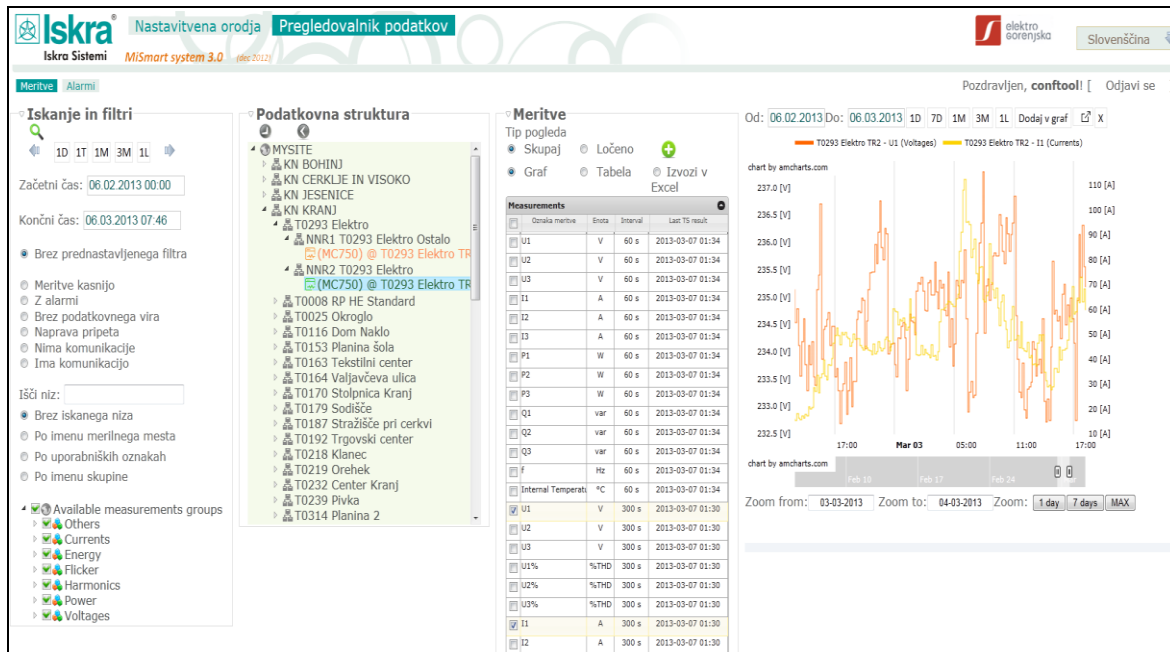 Iskra®
Nastavitvena orodja Pregledovalnik podatkov
Iskra Sistemi MiSmart system 3.0 (dec 2012)
elektro
gorenjska
Slovenščina
Meritve Alarmi
Pozdravljen, conftool! [ Odjavi se
Iskanje in filtri
1D 1T 1M 3M 1L
Začetni čas: 06.02.2013 00:00
Končni čas: 06.03.2013 07:46
Brez prednastavljenega filtra
Meritve kasnijo
Z alarmi
Brez podatkovnega vira
Naprava pripeta
Nima komunikacije
Ima komunikacijo
Išči niz:
Brez iskanega niza
Po imenu merilnega mesta
Po uporabniških oznakah
Po imenu skupine
Available measurements groups
Others
Currents
Energy
Flicker
Harmonics
Power
Voltages
Podatkovna struktura
MYSITE
KN BOHINJ
KN CERKLJE IN VISOKO
KN JESENICE
KN KRANJ
T0293 Elektro
NNR1 T0293 Elektro Ostalo
(MC750) @ T0293 Elektro TR
NNR2 T0293 Elektro
(MC750) @ T0293 Elektro TR
T0008 RP HE Standard
T0025 Okroglo
T0116 Dom Naklo
T0153 Planina šola
T0163 Tekstilni center
T0164 Valjavčeva ulica
T0170 Stolpnica Kranj
T0179 Sodišče
T0187 Stražišče pri cerkvi
T0192 Trgovski center
T0218 Klanec
T0219 Orehek
T0232 Center Kranj
T0239 Pivka
T0314 Planina 2
Meritve
Tip pogleda
Skupaj Ločeno
Graf Tabela Izvozi v
Excel
Measurements
Oznaka meritve Enota Interval Last TS result
U1 V 60 s 2013-03-07 01:34
U2 V 60 s 2013-03-07 01:34
U3 V 60 s 2013-03-07 01:34
I1 A 60 s 2013-03-07 01:34
I2 A 60 s 2013-03-07 01:34
I3 A 60 s 2013-03-07 01:34
P1 W 60 s 2013-03-07 01:34
P2 W 60 s 2013-03-07 01:34
P3 W 60 s 2013-03-07 01:34
Q1 var 60 s 2013-03-07 01:34
Q2 var 60 s 2013-03-07 01:34
Q3 var 60 s 2013-03-07 01:34
f Hz 60 s 2013-03-07 01:34
Internal Temperatu °C 60 s 2013-03-07 01:34
U1 V 300 s 2013-03-07 01:30
U2 V 300 s 2013-03-07 01:30
U3 V 300 s 2013-03-07 01:30
U1% %THD 300 s 2013-03-07 01:30
U2% %THD 300 s 2013-03-07 01:30
U3% %THD 300 s 2013-03-07 01:30
I1 A 300 s 2013-03-07 01:30
I2 A 300 s 2013-03-07 01:30
Od: 06.02.2013 Do: 06.03.2013 1D 7D 1M 3M 1L Dodaj v graf X
T0293 Elektro TR2 - U1 (Voltages) T0293 Elektro TR2 - I1 (Currents)
chart by amcharts.com
237.0 [V]
236.5 [V]
236.0 [V]
235.5 [V]
235.0 [V]
234.5 [V]
234.0 [V]
233.5 [V]
233.0 [V]
232.5 [V]
110 [A]
100 [A]
90 [A]
80 [A]
70 [A]
60 [A]
50 [A]
40 [A]
30 [A]
20 [A]
10 [A]
17:00 Mar 03 05:00 11:00 17:00
chart by amcharts.com
Feb 10 Feb 17 Feb 24
Zoom from: 03-03-2013 Zoom to: 04-03-2013 Zoom: 1 day 7 days MAX